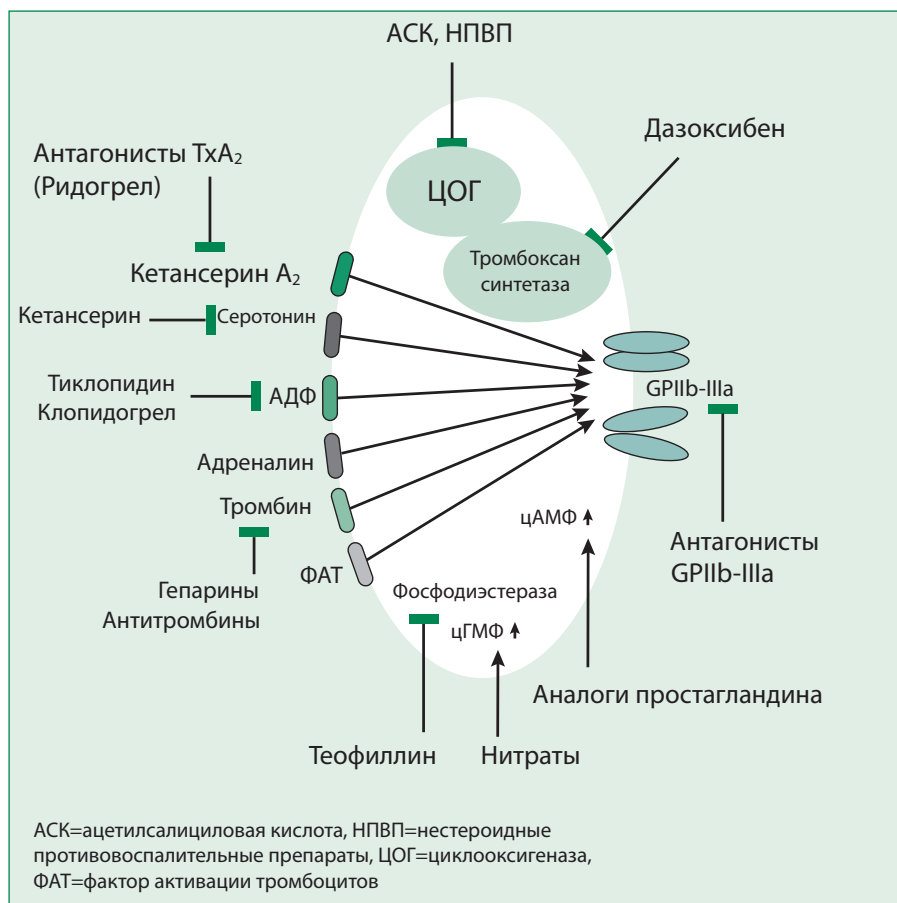 АСК, НПВП
Дазоксибен
Антагонисты TxA₂
(Ридогрел)
ЦОГ
Тромбоксан
синтетаза
Кетансерин A₂
Кетансерин
Серотонин
GPIIb-IIIa
Тиклопидин
Клопидогрел
АДФ
Адреналин
Тромбин
цАМФ
Антагонисты
GPIIb-IIIa
ФАТ
Гепарины
Антитромбины
Фосфодиэстераза
цГМФ
Аналоги простагландина
Теофиллин
Нитраты
АСК=ацетилсалициловая кислота, НПВП=нестероидные
противовоспалительные препараты, ЦОГ=циклооксигеназа,
ФАТ=фактор активации тромбоцитов